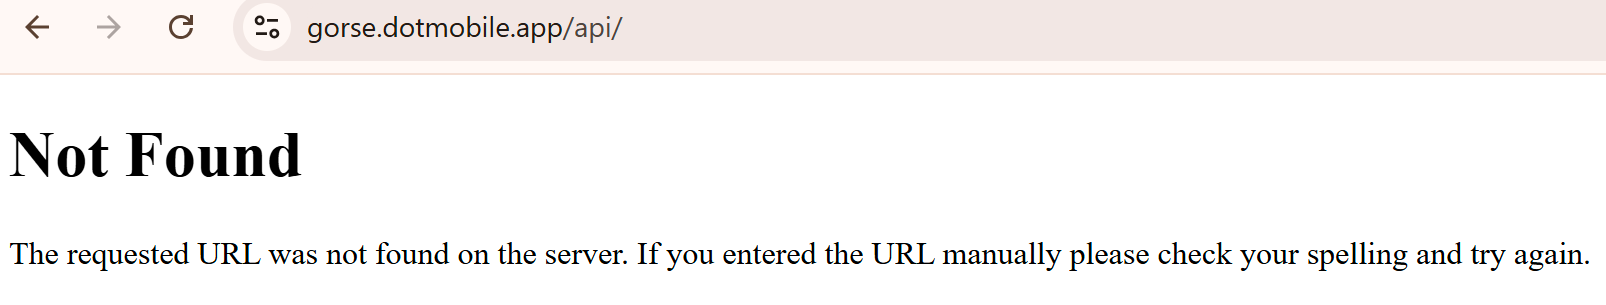 gorse.dotmobile.app/api/
Not Found
The requested URL was not found on the server. If you entered the URL manually please check your spelling and try again.